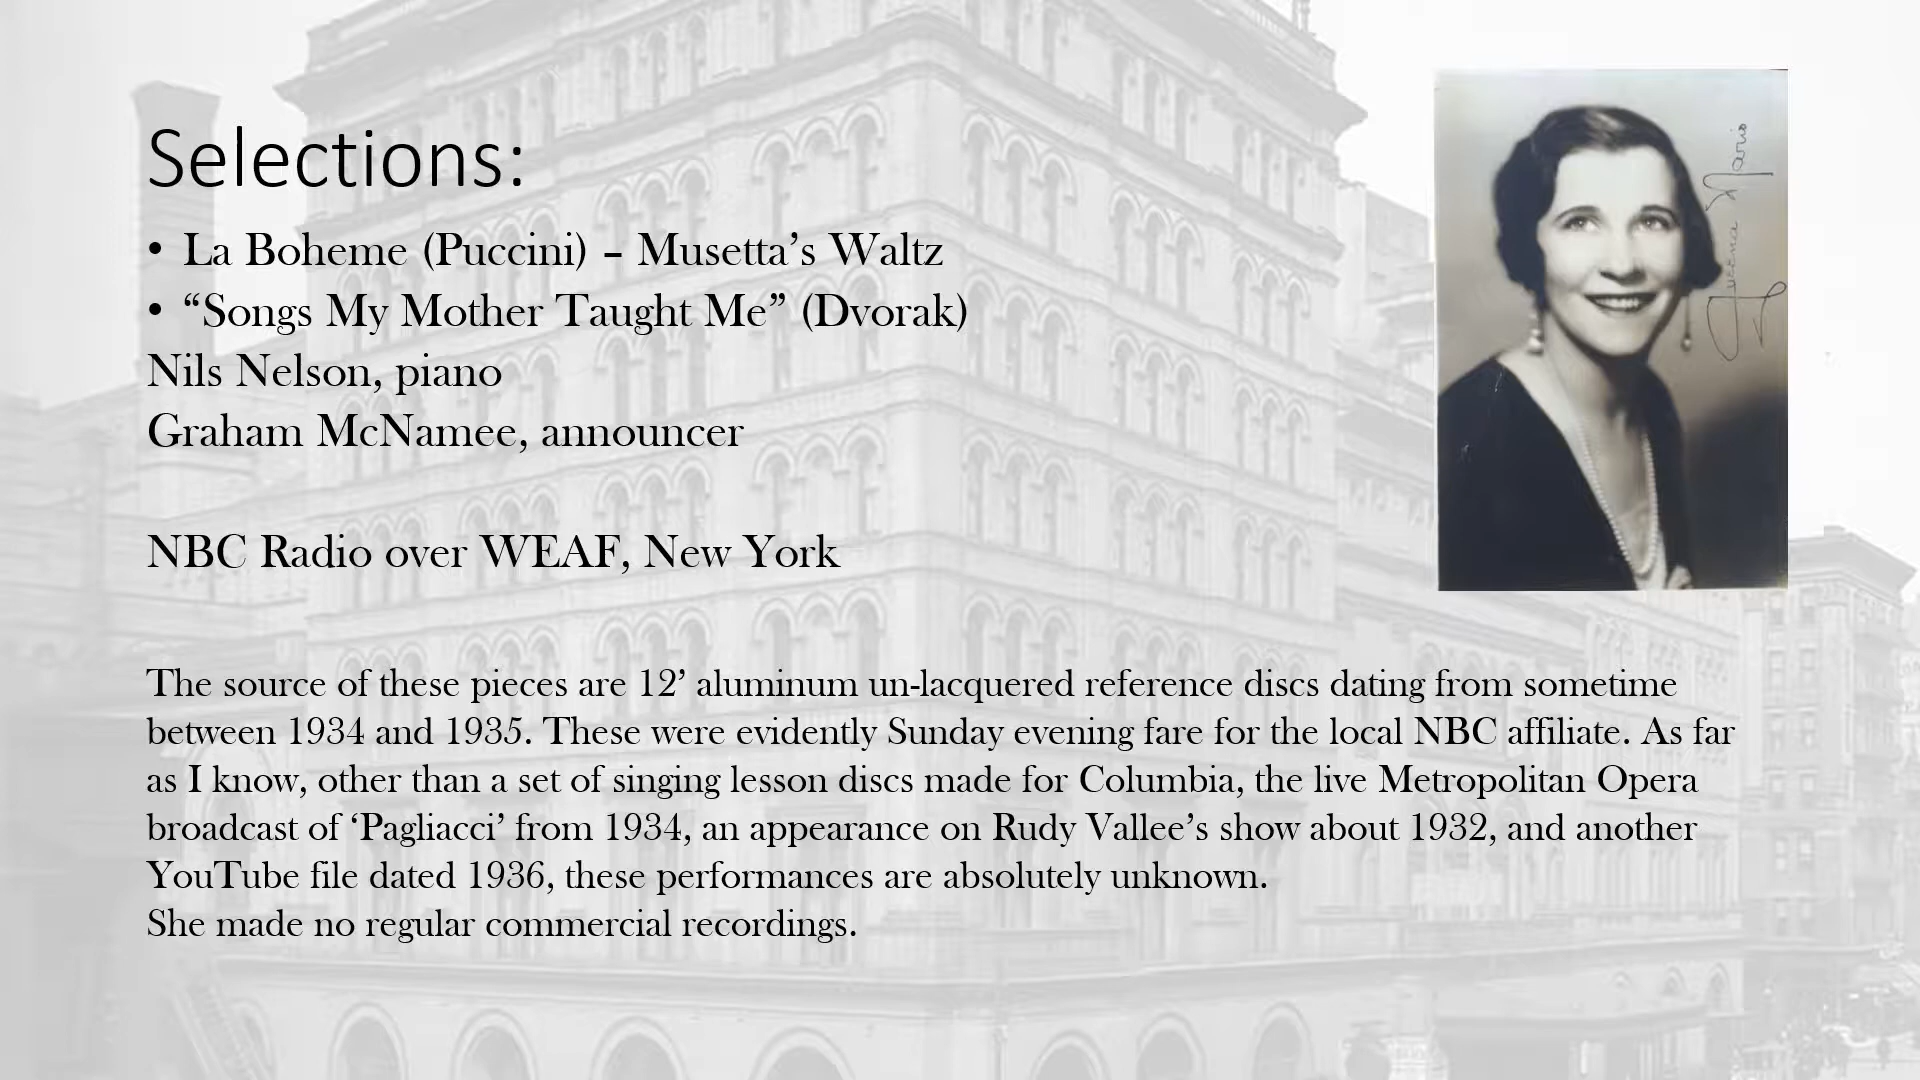 Selections:
• La Boheme (Puccini) – Musetta’s Waltz
• “Songs My Mother Taught Me” (Dvorak)
Nils Nelson, piano
Graham McNamee, announcer
NBC Radio over WEAF, New York
The source of these pieces are 12’ aluminum un-lacquered reference discs dating from sometime
between 1934 and 1935. These were evidently Sunday evening fare for the local NBC affiliate. As far
as I know, other than a set of singing lesson discs made for Columbia, the live Metropolitan Opera
broadcast of ‘Pagliacci’ from 1934, an appearance on Rudy Vallee’s show about 1932, and another
YouTube file dated 1936, these performances are absolutely unknown.
She made no regular commercial recordings.
Queena Mario